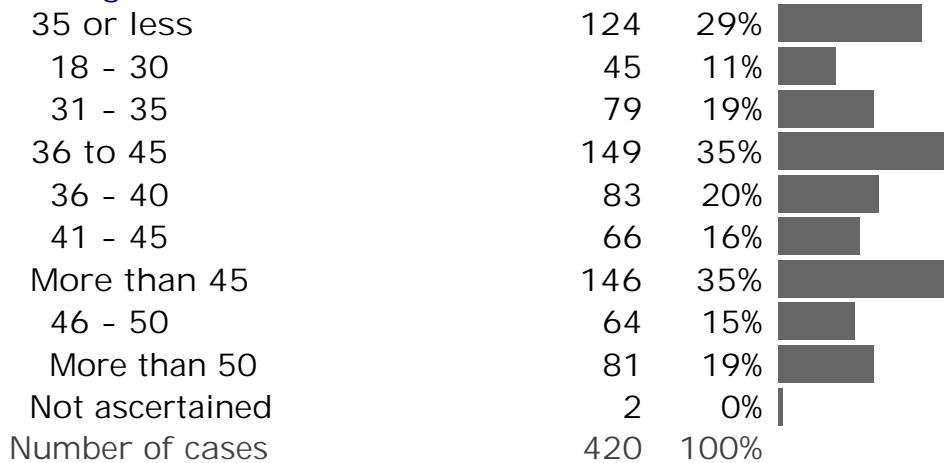 35 or less 124 29%
18 - 30 45 11%
31 - 35 79 19%
36 to 45 149 35%
36 - 40 83 20%
41 - 45 66 16%
More than 45 146 35%
46 - 50 64 15%
More than 50 81 19%
Not ascertained 2 0%
Number of cases 420 100%